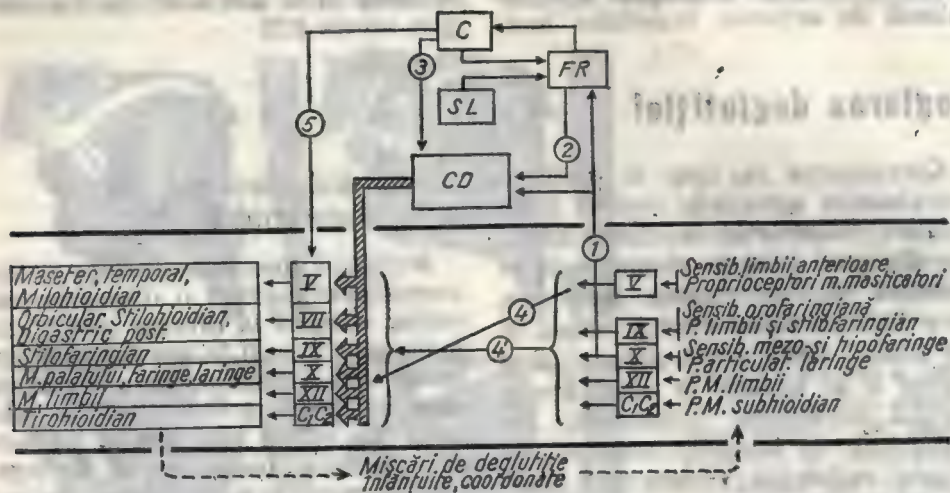 C
FR
SL
CD
3
5
2
1
Maseter, temporal,
Milohioidian
Orbicular, Stilohioidian,
Digastric post.
Stilofaringian
M. palatului, faringe, laringe
M. limbii
Tirohioidian
V
VII
IX
X
XII
C₁C₂
4
4'
V
IX
X
XII
C₁C₂
Sensib. limbii anterioare
Proprioceptori m. masticatori
Sensib. orofaringiană
P. limbii și stilofaringian
Sensib. mezo- și hipofaringe
P. articulat. laringe
P.M. limbii
P.M. subhioidian
Mișcări de deglutiție
înlănțuite, coordonate